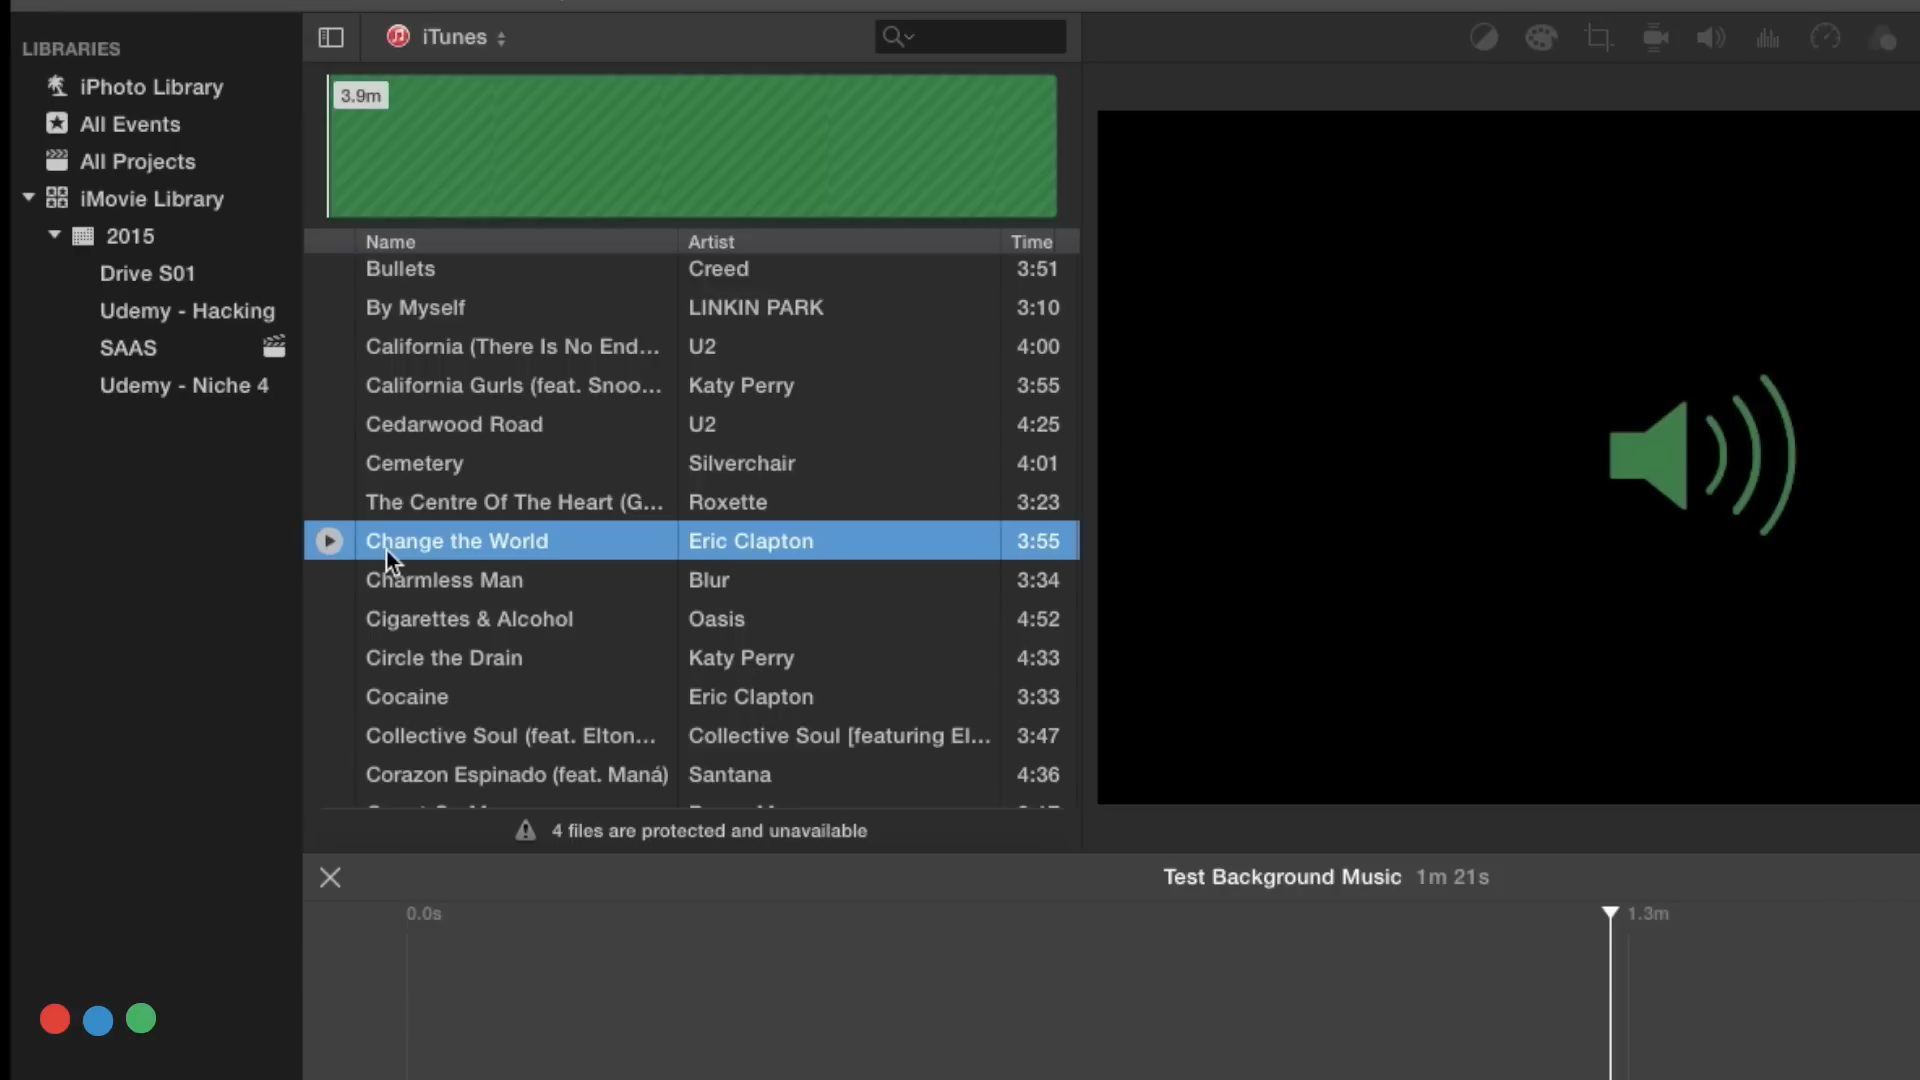 LIBRARIES
iPhoto Library
All Events
All Projects
iMovie Library
2015
Drive S01
Udemy - Hacking
SAAS
Udemy - Niche 4
iTunes
3.9m
Name Artist Time
Bullets Creed 3:51
By Myself LINKIN PARK 3:10
California (There Is No End... U2 4:00
California Gurls (feat. Snoo... Katy Perry 3:55
Cedarwood Road U2 4:25
Cemetery Silverchair 4:01
The Centre Of The Heart (G... Roxette 3:23
Change the World Eric Clapton 3:55
Charmless Man Blur 3:34
Cigarettes & Alcohol Oasis 4:52
Circle the Drain Katy Perry 4:33
Cocaine Eric Clapton 3:33
Collective Soul (feat. Elton... Collective Soul [featuring El... 3:47
Corazon Espinado (feat. Maná) Santana 4:36
4 files are protected and unavailable
Test Background Music 1m 21s
0.0s 1.3m